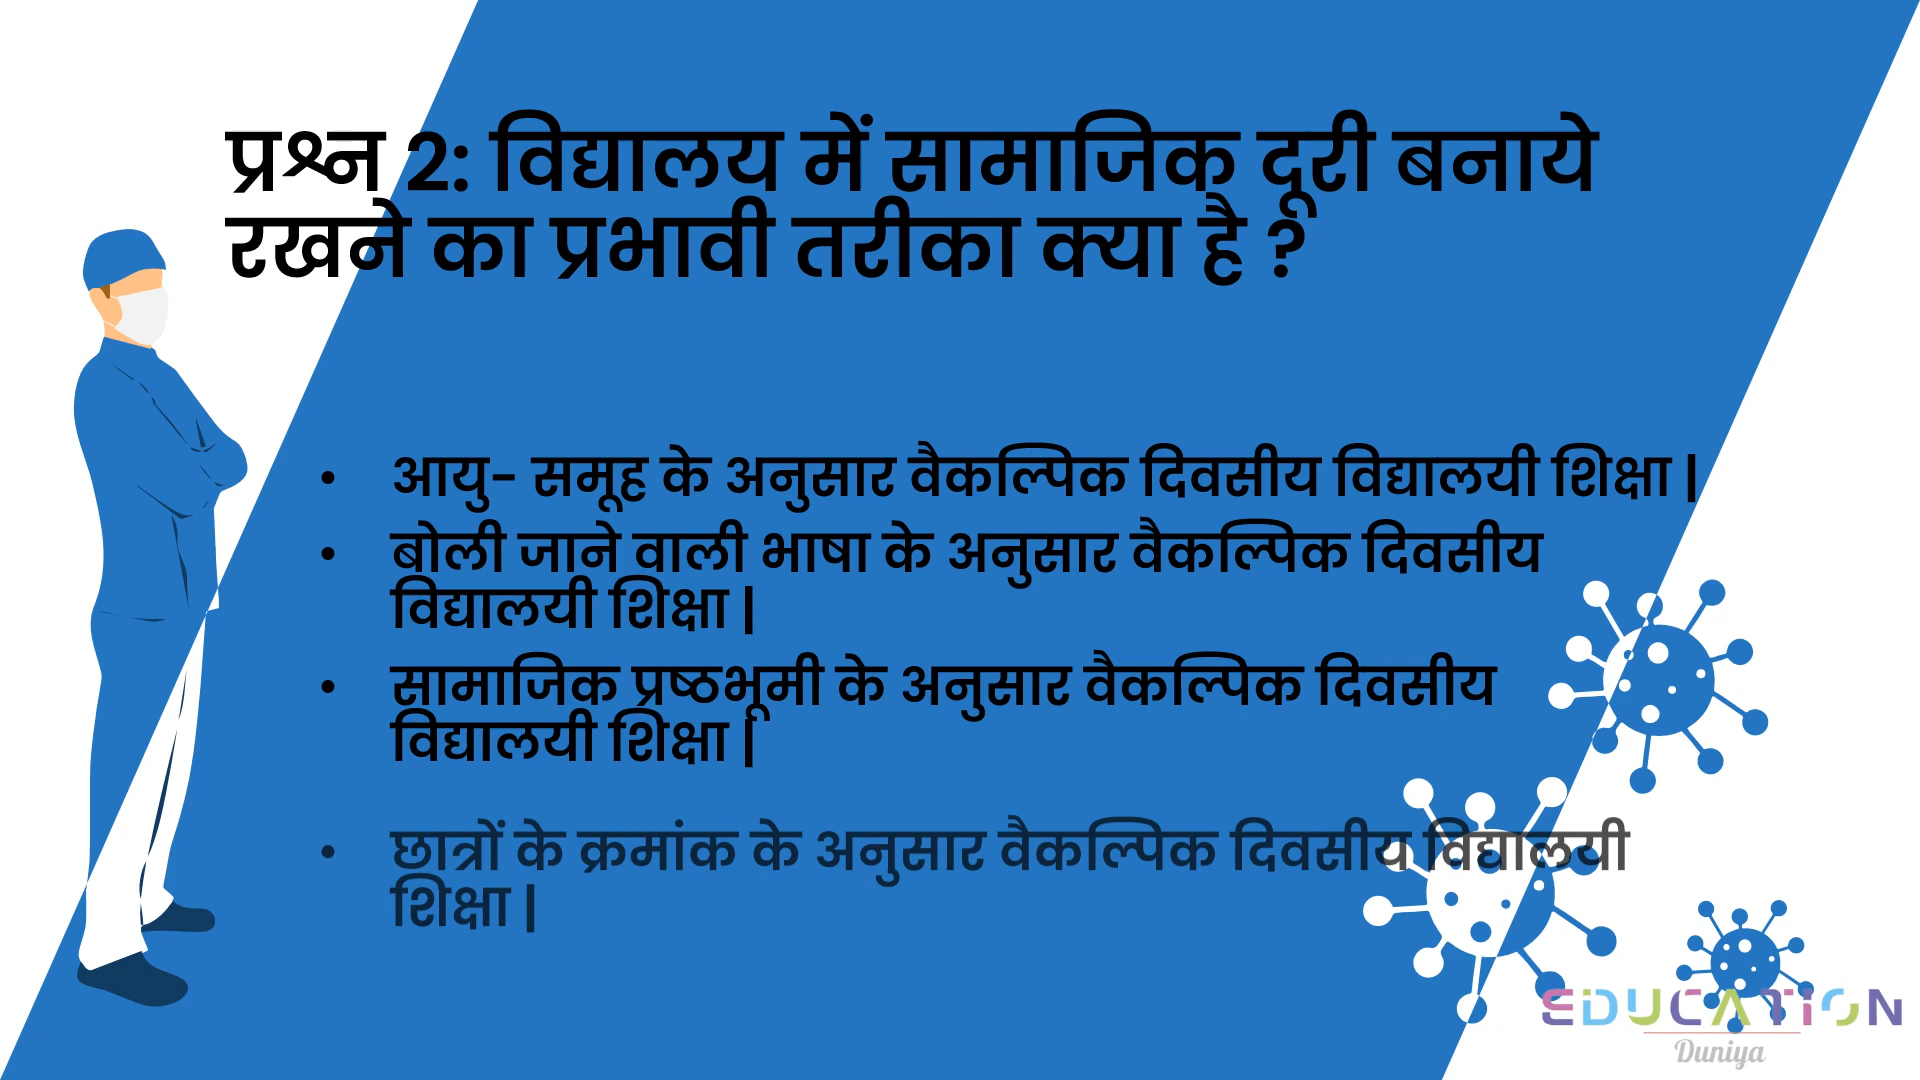 प्रश्न 2: विद्यालय में सामाजिक दूरी बनाये
रखने का प्रभावी तरीका क्या है ?
• आयु- समूह के अनुसार वैकल्पिक दिवसीय विद्यालयी शिक्षा |
• बोली जाने वाली भाषा के अनुसार वैकल्पिक दिवसीय
विद्यालयी शिक्षा |
• सामाजिक प्रष्ठभूमी के अनुसार वैकल्पिक दिवसीय
विद्यालयी शिक्षा |
• छात्रों के क्रमांक के अनुसार वैकल्पिक दिवसीय विद्यालयी
शिक्षा |
EDUCATION
Duniya